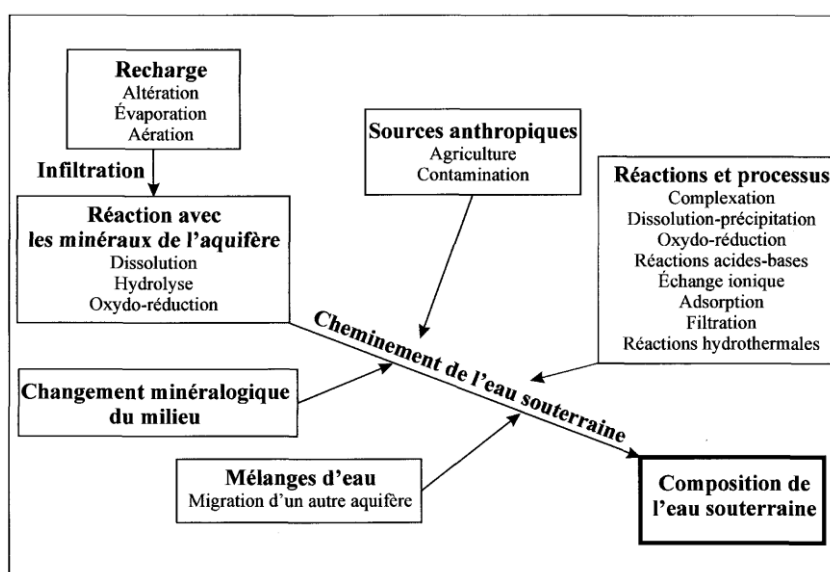 Recharge
Altération
Évaporation
Aération
Infiltration
Réaction avec
les minéraux de l'aquifère
Dissolution
Hydrolyse
Oxydo-réduction
Sources anthropiques
Agriculture
Contamination
Réactions et processus
Complexation
Dissolution-précipitation
Oxydo-réduction
Réactions acides-bases
Échange ionique
Adsorption
Filtration
Réactions hydrothermales
Cheminement de l'eau souterraine
Changement minéralogique
du milieu
Mélanges d'eau
Migration d'un autre aquifère
Composition de
l'eau souterraine